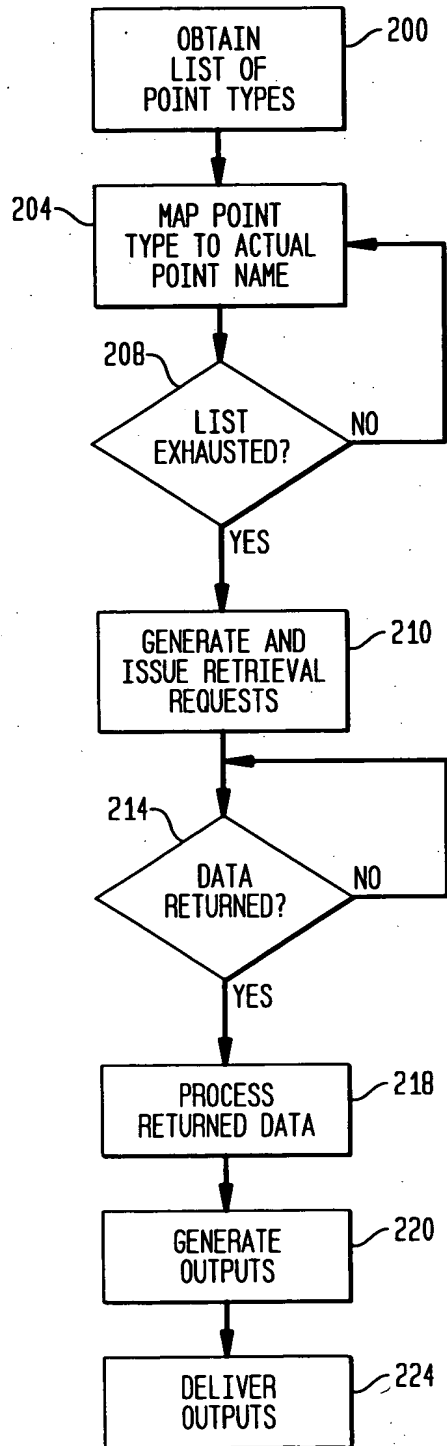 OBTAIN
LIST OF
POINT TYPES
200
204
MAP POINT
TYPE TO ACTUAL
POINT NAME
208
LIST
EXHAUSTED?
NO
YES
GENERATE AND
ISSUE RETRIEVAL
REQUESTS
210
214
DATA
RETURNED?
NO
YES
PROCESS
RETURNED DATA
218
GENERATE
OUTPUTS
220
DELIVER
OUTPUTS
224